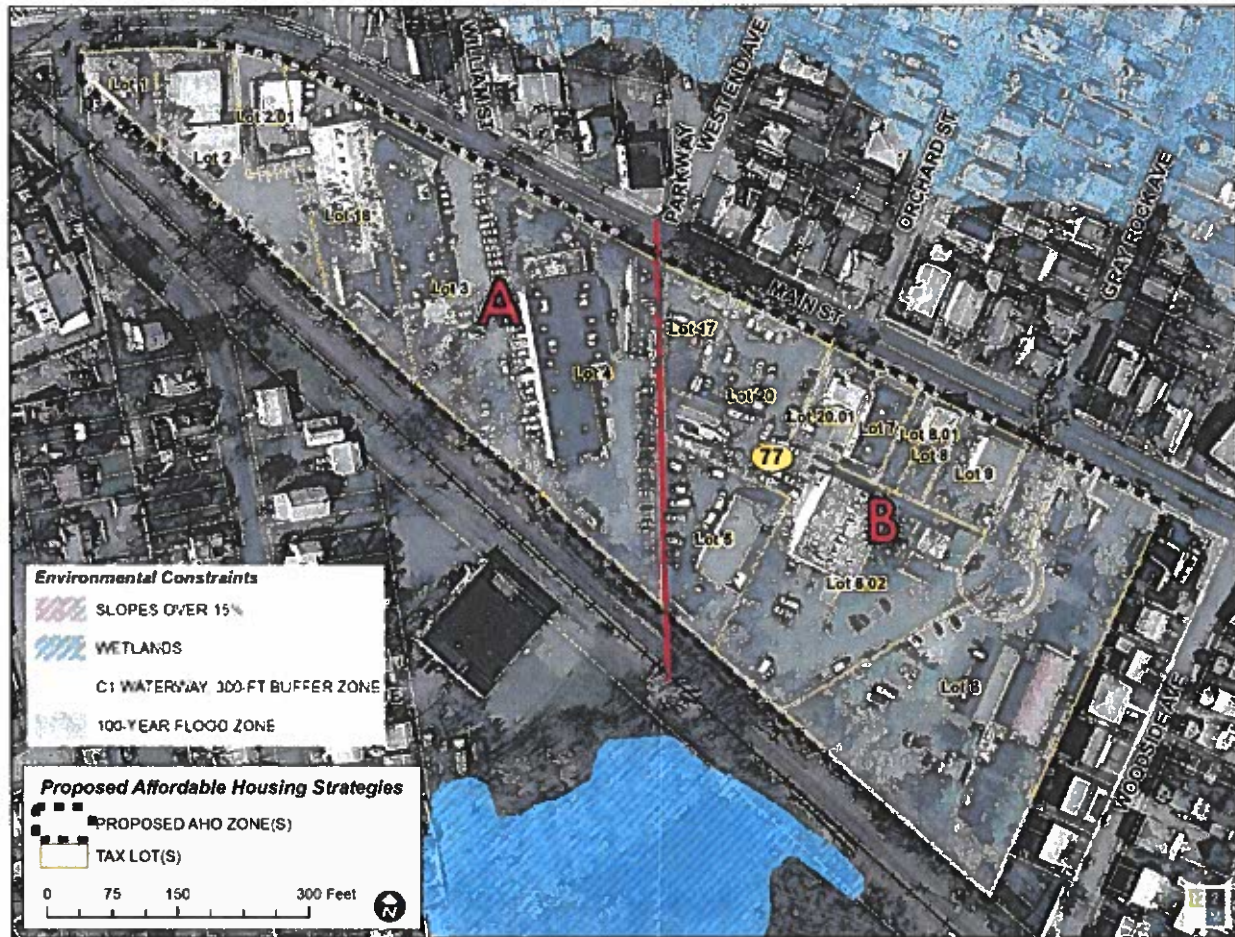 WILLIAM ST
PARKWAY
WESTEND AVE
ORCHARD ST
GRAY ROCK AVE
MAIN ST
WOODSIDE AVE
Lot 1
Lot 2.01
Lot 2
Lot 18
Lot 3
A
Lot 4
Lot 17
Lot 20
Lot 20.01
Lot 7
Lot 8.01
Lot 8
Lot 9
77
B
Lot 5
Lot 8.02
Environmental Constraints
SLOPES OVER 15%
WETLANDS
C1 WATERWAY, 300-FT BUFFER ZONE
100-YEAR FLOOD ZONE
Proposed Affordable Housing Strategies
PROPOSED AHO ZONE(S)
TAX LOT(S)
0 75 150 300 Feet
N